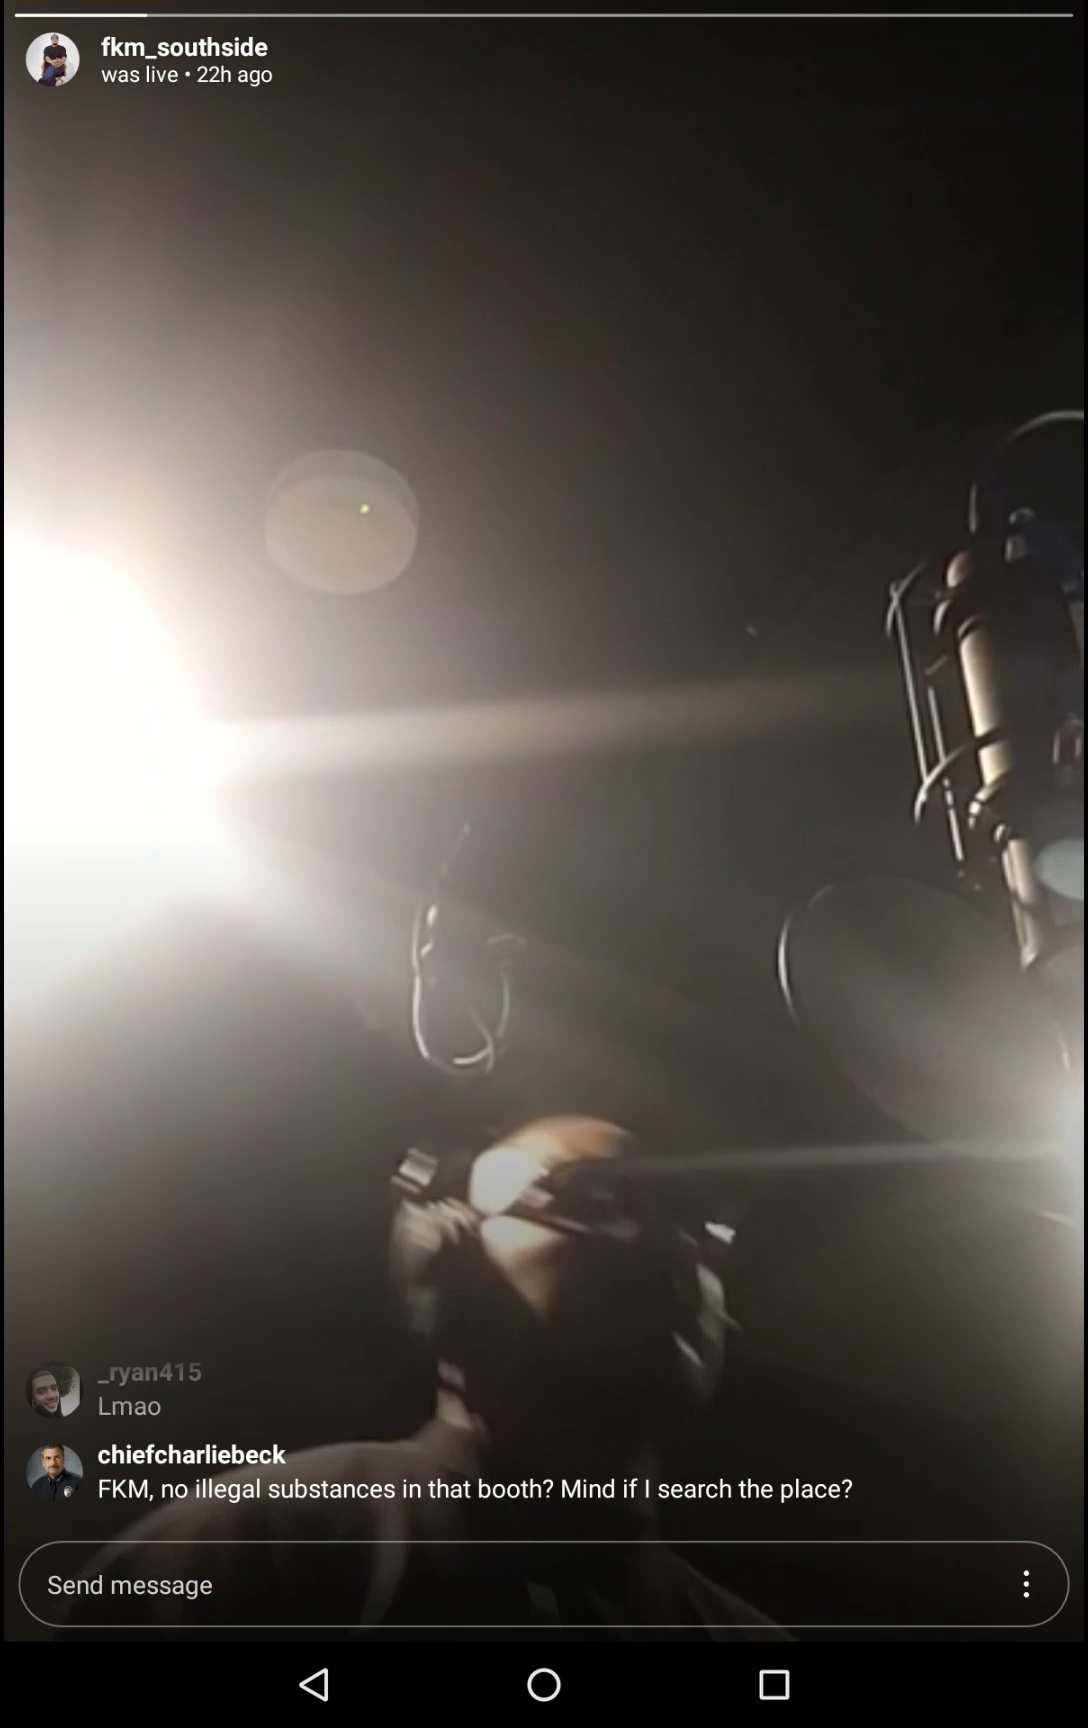 fkm_southside
was live • 22h ago
_ryan415
Lmao
chiefcharliebeck
FKM, no illegal substances in that booth? Mind if I search the place?
Send message